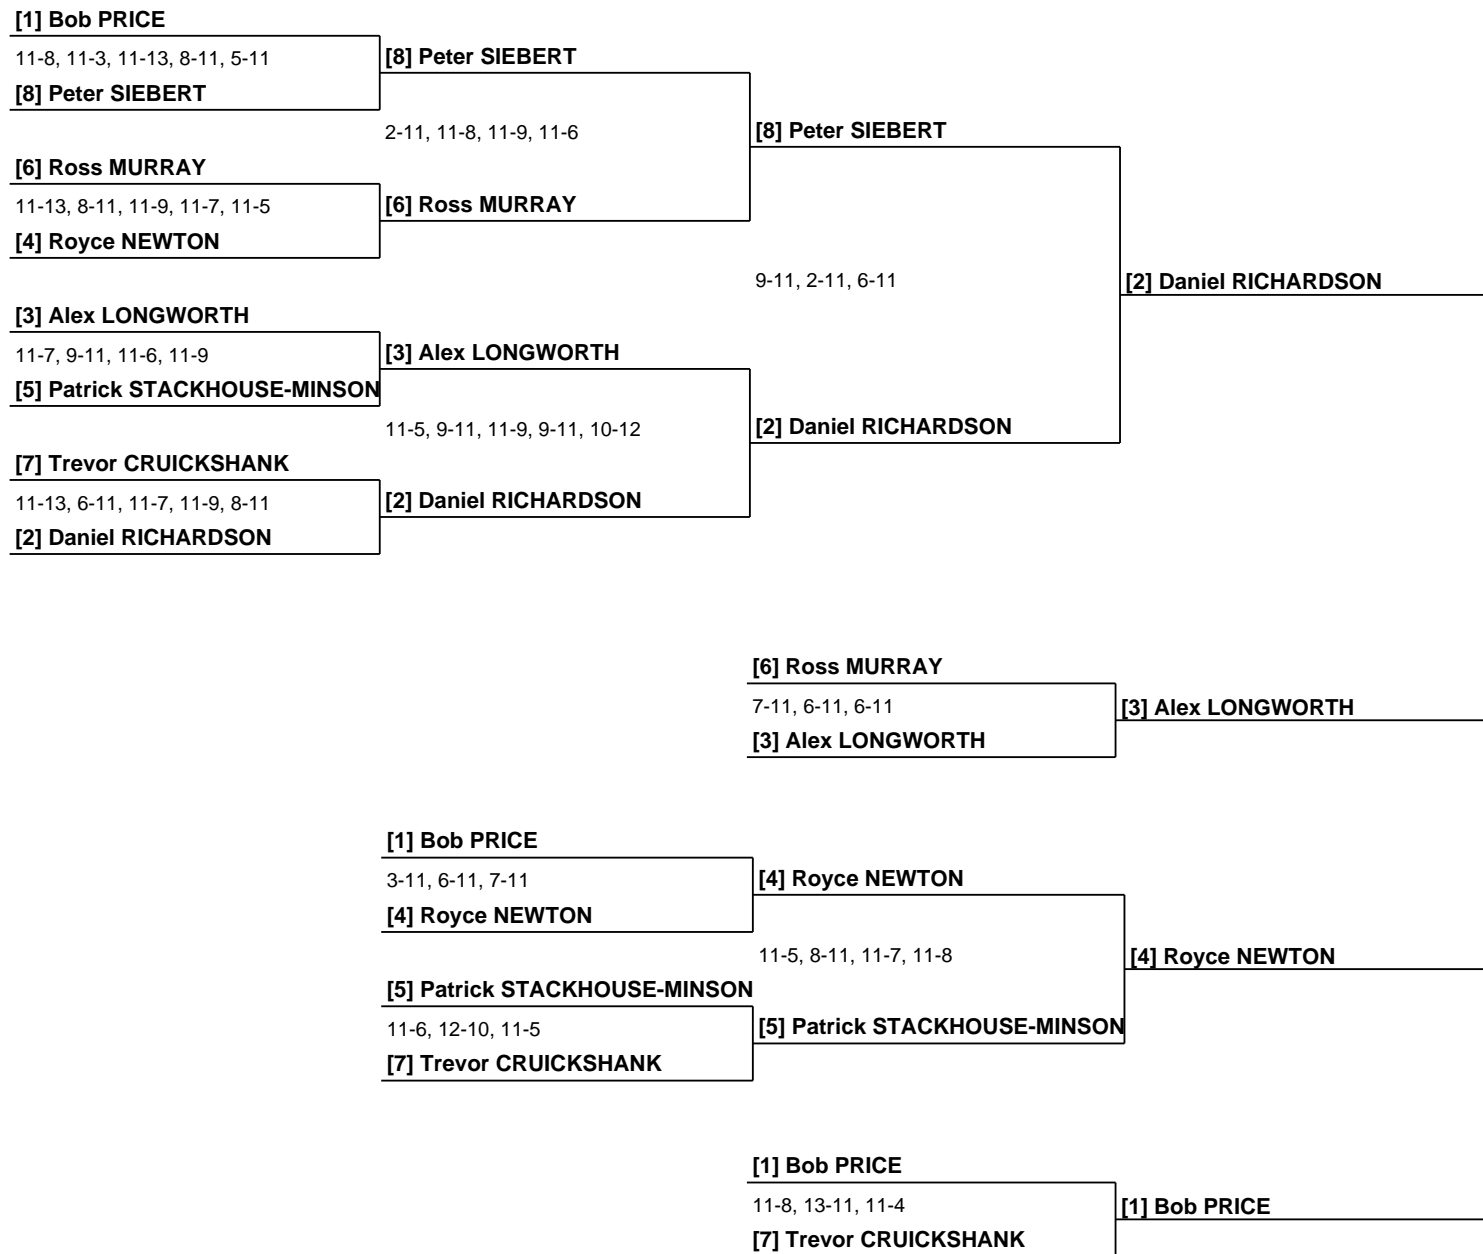 [1] Bob PRICE
11-8, 11-3, 11-13, 8-11, 5-11
[8] Peter SIEBERT
[8] Peter SIEBERT
2-11, 11-8, 11-9, 11-6
[8] Peter SIEBERT
[6] Ross MURRAY
11-13, 8-11, 11-9, 11-7, 11-5
[6] Ross MURRAY
[4] Royce NEWTON
9-11, 2-11, 6-11
[2] Daniel RICHARDSON
[3] Alex LONGWORTH
11-7, 9-11, 11-6, 11-9
[3] Alex LONGWORTH
[5] Patrick STACKHOUSE-MINSON
11-5, 9-11, 11-9, 9-11, 10-12
[2] Daniel RICHARDSON
[7] Trevor CRUICKSHANK
11-13, 6-11, 11-7, 11-9, 8-11
[2] Daniel RICHARDSON
[2] Daniel RICHARDSON
[6] Ross MURRAY
7-11, 6-11, 6-11
[3] Alex LONGWORTH
[3] Alex LONGWORTH
[1] Bob PRICE
3-11, 6-11, 7-11
[4] Royce NEWTON
[4] Royce NEWTON
11-5, 8-11, 11-7, 11-8
[4] Royce NEWTON
[5] Patrick STACKHOUSE-MINSON
11-6, 12-10, 11-5
[5] Patrick STACKHOUSE-MINSON
[7] Trevor CRUICKSHANK
[1] Bob PRICE
11-8, 13-11, 11-4
[1] Bob PRICE
[7] Trevor CRUICKSHANK